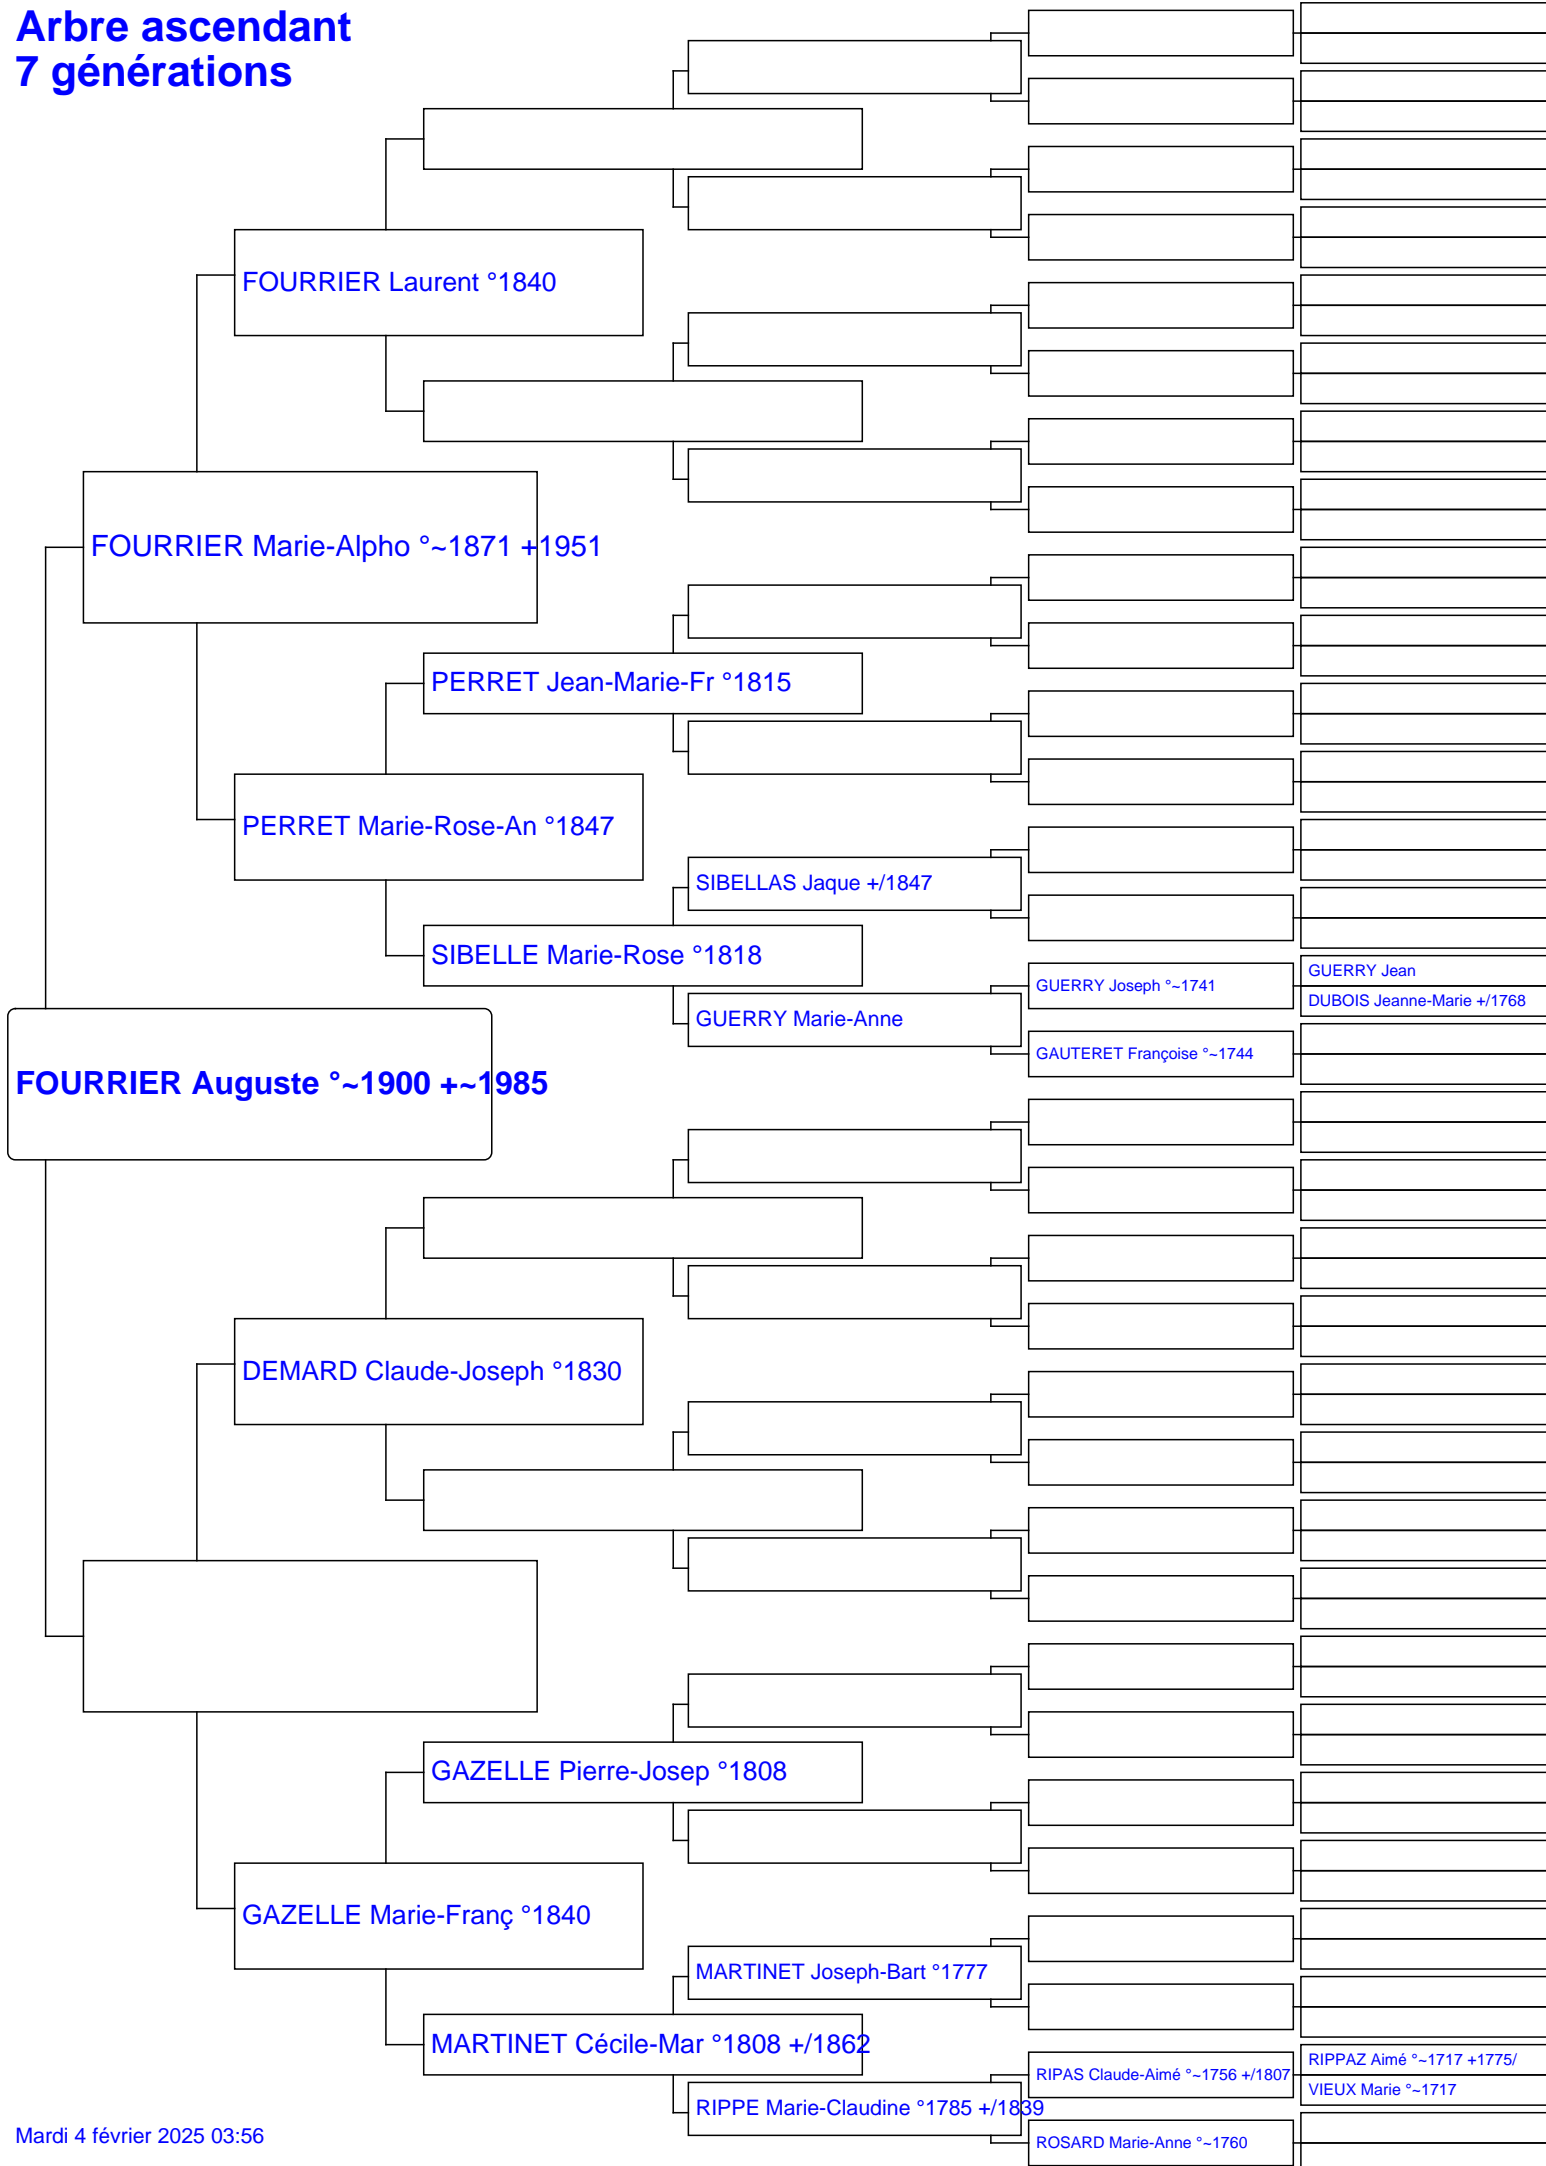 Arbre ascendant
7 générations
FOURRIER Laurent °1840
FOURRIER Marie-Alpho °~1871 +1951
PERRET Jean-Marie-Fr °1815
PERRET Marie-Rose-An °1847
SIBELLAS Jaque +/1847
SIBELLE Marie-Rose °1818
GUERRY Jean
GUERRY Joseph °~1741
DUBOIS Jeanne-Marie +/1768
GUERRY Marie-Anne
GAUTERET Françoise °~1744
FOURRIER Auguste °~1900 +~1985
DEMARD Claude-Joseph °1830
GAZELLE Pierre-Josep °1808
GAZELLE Marie-Franç °1840
MARTINET Joseph-Bart °1777
MARTINET Cécile-Mar °1808 +/1862
RIPPAZ Aimé °~1717 +1775/
RIPAS Claude-Aimé °~1756 +/1807
VIEUX Marie °~1717
RIPPE Marie-Claudine °1785 +/1839
ROSARD Marie-Anne °~1760
Mardi 4 février 2025 03:56